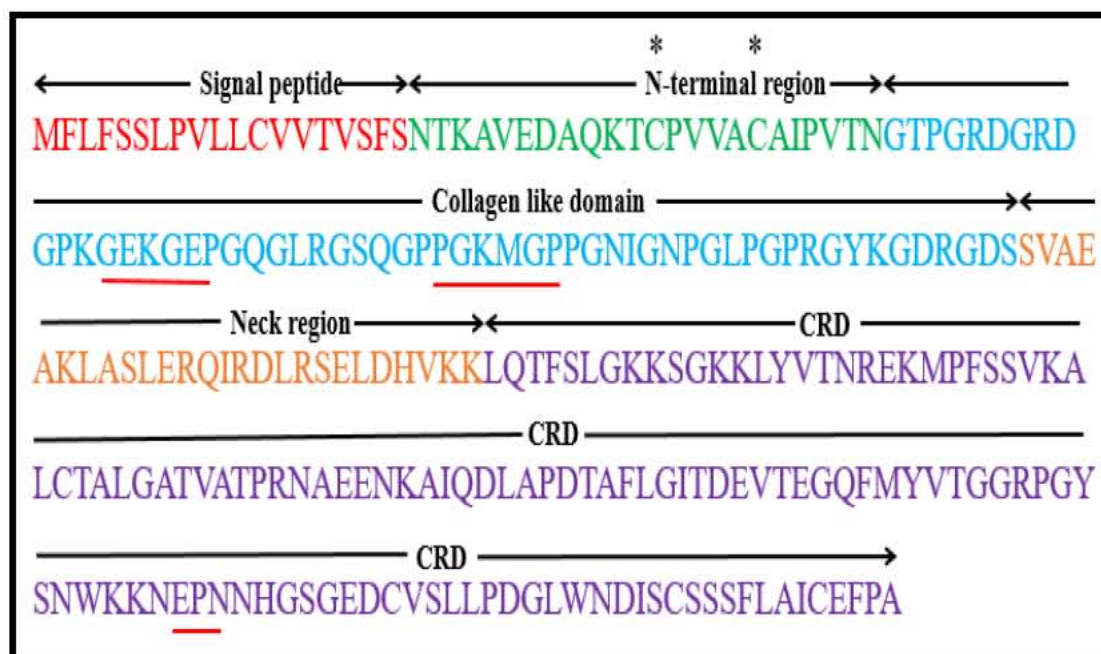 * *
Signal peptide N-terminal region
MFLFSSLPVLLCVVTVSFSNTKAVEDAQKTCPVVACAIPVTNGTPGRDGRD
Collagen like domain
GPKGEKGEPGQGLRGSQGPPGKMGPPGNIGNPGLPGPRGYKGDRGDSSVAE
Neck region CRD
AKLASLERQIRDLRSELDHVKKLQTFSLGKKSGKKLYVTNREKMPFSSVKA
CRD
LCTALGATVATPRNAEENKAIQDLAPDTAFLGITDEVTEGQFMYVTGGRPGY
CRD
SNWKKNEPNNHGSGEDCVSLLPDGLWNDISCSSSFLAICEFPA